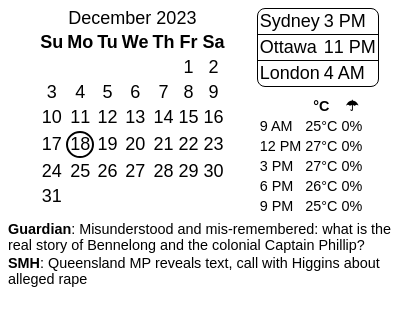 December 2023
Su Mo Tu We Th Fr Sa
1 2
3 4 5 6 7 8 9
10 11 12 13 14 15 16
17 18 19 20 21 22 23
24 25 26 27 28 29 30
31
Sydney 3 PM
Ottawa 11 PM
London 4 AM
°C ☂
9 AM 25°C 0%
12 PM 27°C 0%
3 PM 27°C 0%
6 PM 26°C 0%
9 PM 25°C 0%
Guardian: Misunderstood and mis-remembered: what is the
real story of Bennelong and the colonial Captain Phillip?
SMH: Queensland MP reveals text, call with Higgins about
alleged rape